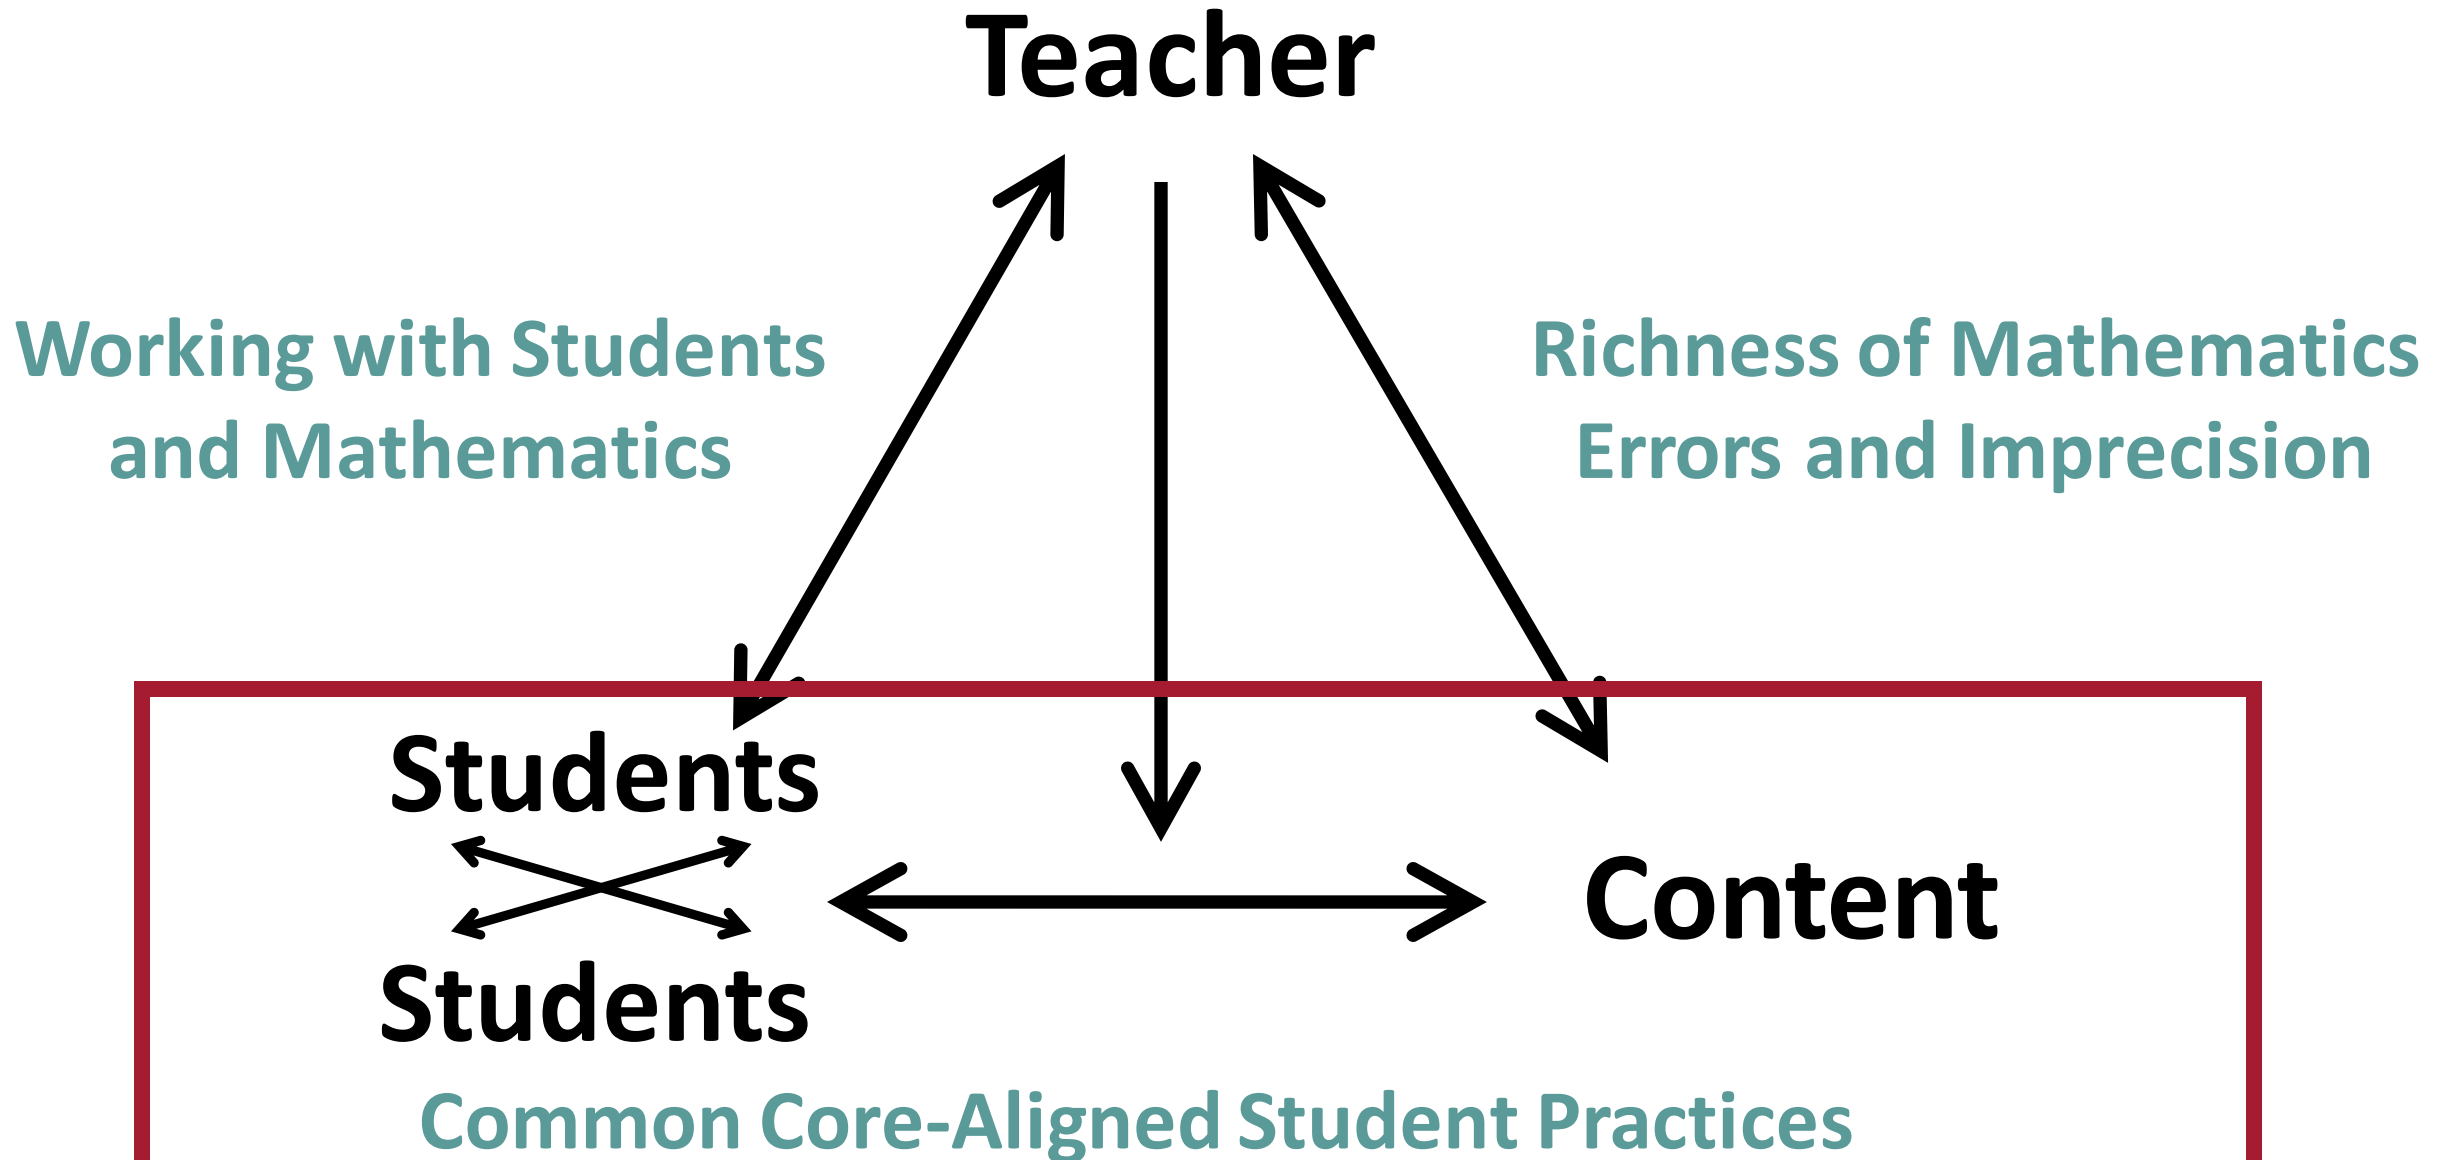 Teacher
Working with Students
and Mathematics
Richness of Mathematics
Errors and Imprecision
Students
Content
Students
Common Core-Aligned Student Practices